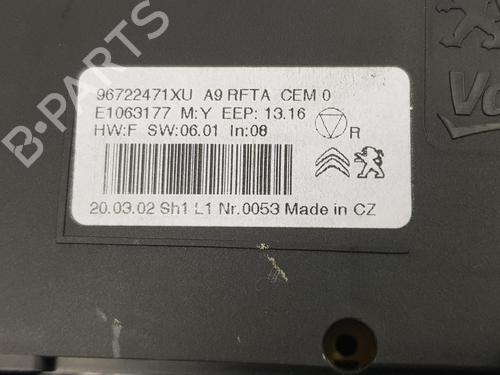 96722471XU A9 RFTA CEM 0
E1063177 M:Y EEP: 13.16
HW:F SW:06.01 In:08
R
20.03.02 Sh1 L1 Nr.0053 Made in CZ
B-PARTS